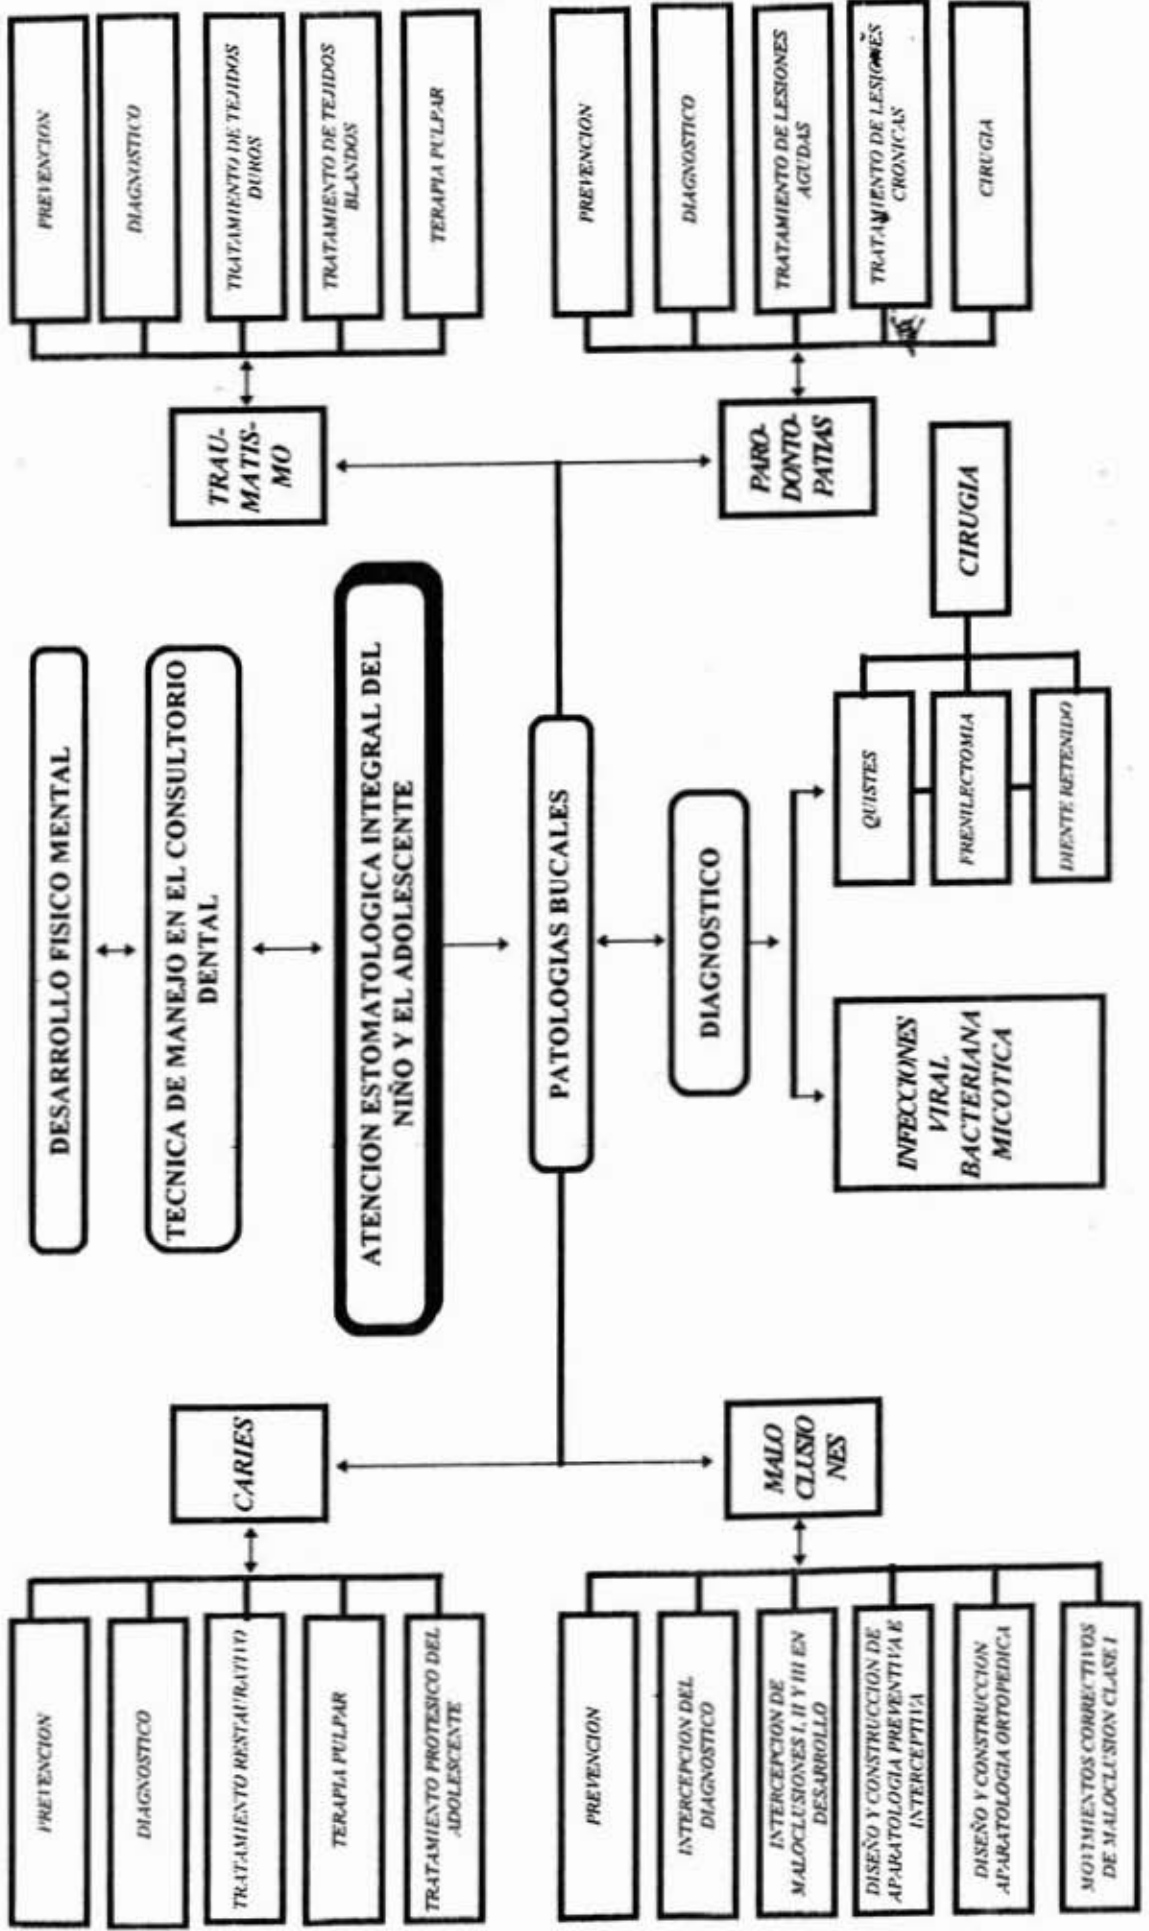 DESARROLLO FISICO MENTAL
TECNICA DE MANEJO EN EL CONSULTORIO
DENTAL
ATENCION ESTOMATOLOGICA INTEGRAL DEL
NIÑO Y EL ADOLESCENTE
CARIES
PREVENCION
DIAGNOSTICO
TRATAMIENTO RESTAURATIVO
TERAPIA PULPAR
TRATAMIENTO PROTESICO DEL
ADOLESCENTE
TRAU-
MATIS-
MO
PREVENCION
DIAGNOSTICO
TRATAMIENTO DE TEJIDOS
DUROS
TRATAMIENTO DE TEJIDOS
BLANDOS
TERAPIA PULPAR
PATOLOGIAS BUCALES
MALO
CLUSIO
NES
PREVENCION
INTERCEPCION DEL
DIAGNOSTICO
INTERCEPCION DE
MALOCLUSIONES I, II Y III EN
DESARROLLO
DISEÑO Y CONSTRUCCION DE
APARATOLOGIA PREVENTIVA E
INTERCEPTIVA
DISEÑO Y CONSTRUCCION
APARATOLOGIA ORTOPEDICA
MOVIMIENTOS CORRECTIVOS
DE MALOCLUSION CLASE I
DIAGNOSTICO
INFECCIONES
VIRAL
BACTERIANA
MICOTICA
QUISTES
FRENILECTOMIA
DIENTE RETENIDO
CIRUGIA
PARO-
DONTO-
PATIAS
PREVENCION
DIAGNOSTICO
TRATAMIENTO DE LESIONES
AGUDAS
TRATAMIENTO DE LESIONES
CRONICAS
CIRUGIA